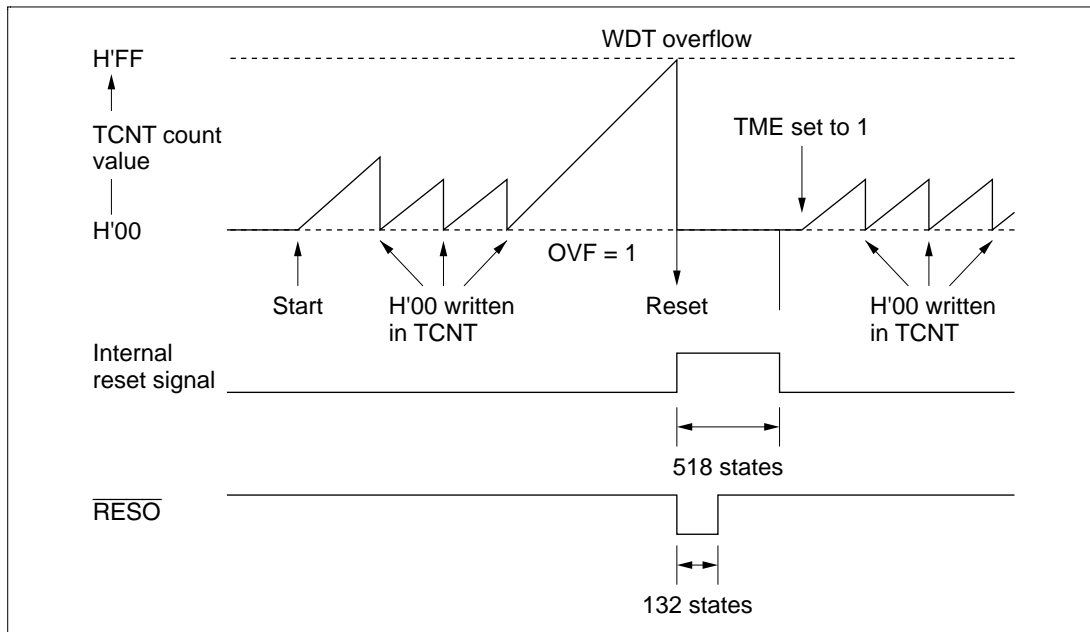 WDT overflow
H'FF
TME set to 1
TCNT count
value
H'00
OVF = 1
Start
H'00 written
in TCNT
Reset
H'00 written
in TCNT
Internal
reset signal
518 states
RESO
132 states